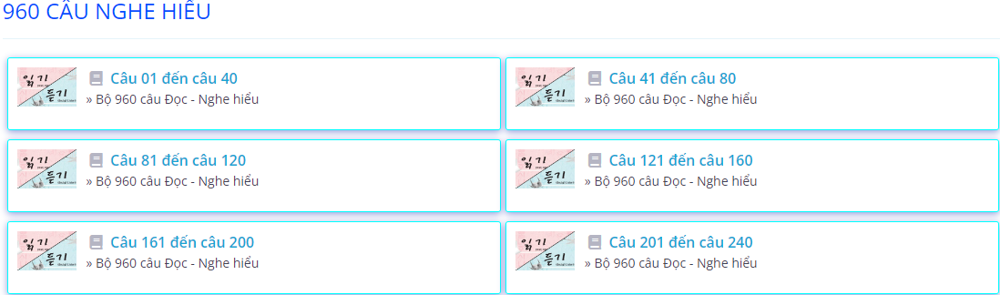 960 CÂU NGHE HIỂU
읽기
듣기
Câu 01 đến câu 40
» Bộ 960 câu Đọc - Nghe hiểu
읽기
듣기
Câu 41 đến câu 80
» Bộ 960 câu Đọc - Nghe hiểu
읽기
듣기
Câu 81 đến câu 120
» Bộ 960 câu Đọc - Nghe hiểu
읽기
듣기
Câu 121 đến câu 160
» Bộ 960 câu Đọc - Nghe hiểu
읽기
듣기
Câu 161 đến câu 200
» Bộ 960 câu Đọc - Nghe hiểu
읽기
듣기
Câu 201 đến câu 240
» Bộ 960 câu Đọc - Nghe hiểu